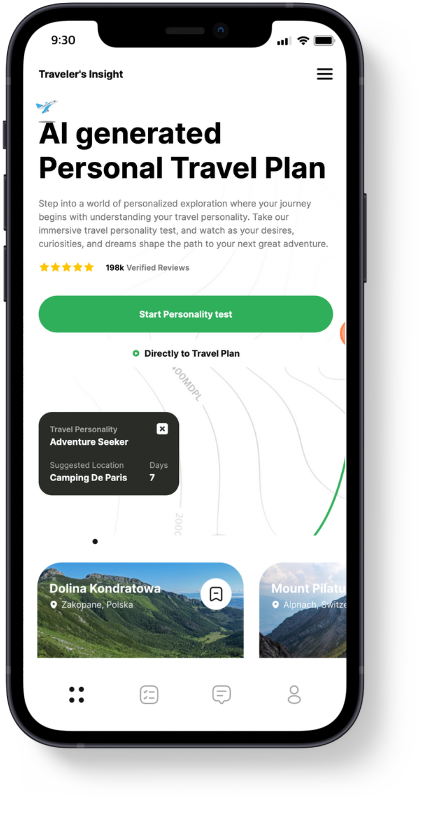 9:30
Traveler's Insight
AI generated
Personal Travel Plan
Step into a world of personalized exploration where your journey
begins with understanding your travel personality. Take our
immersive travel personality test, and watch as your desires,
curiosities, and dreams shape the path to your next great adventure.
198k Verified Reviews
Start Personality test
Directly to Travel Plan
200MDPL
Travel Personality
Adventure Seeker
Suggested Location Days
Camping De Paris 7
Dolina Kondratowa
Zakopane, Polska
Mount Pilatu
Alpnach, Switze